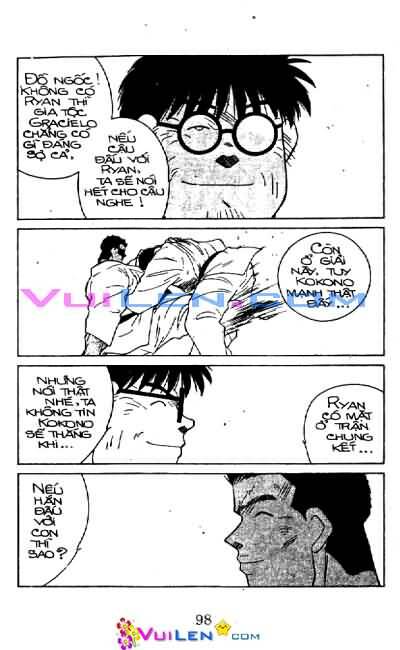 ĐỒ NGỐC!
KHÔNG CÓ
RYAN THÌ
GIA TỘC
GRACIELO
CHẲNG CÓ
GÌ ĐÁNG
SỢ CẢ.
NẾU
CẬU
ĐẤU VỚI
RYAN,
TA SẼ NÓI
HẾT CHO CẬU
NGHE!
CÒN
Ở GIẢI
NÀY, TUY
KOKONO
MẠNH THẬT
ĐẤY...
VuiLen.com
NHƯNG
NÓI THẬT
NHÉ, TA
KHÔNG TIN
KOKONO
SẼ THẮNG
KHI...
RYAN
CÓ MẶT
Ở TRẬN
CHUNG
KẾT...
NẾU
HẮN
ĐẤU
VỚI
CON
THÌ
SAO?
98
VuiLen.com